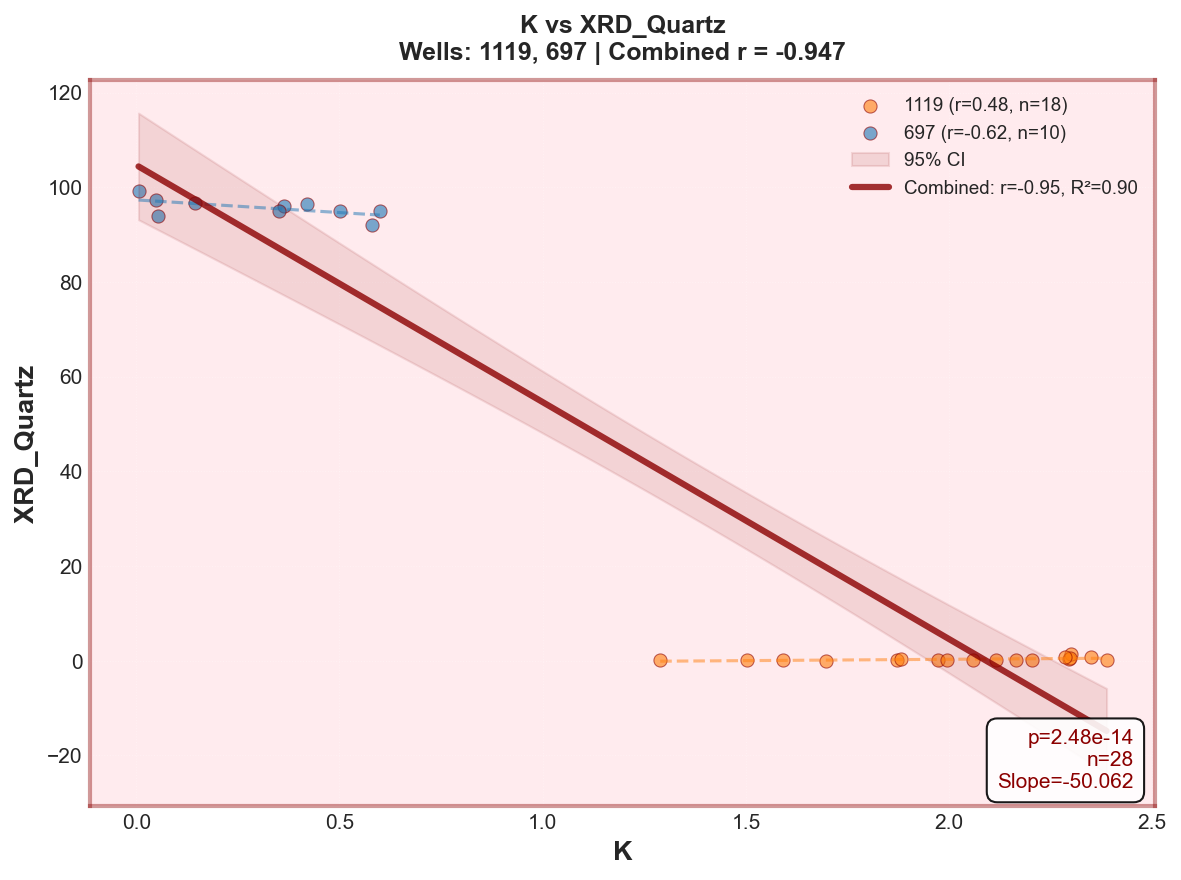 K vs XRD_Quartz
Wells: 1119, 697 | Combined r = -0.947
1119 (r=0.48, n=18)
697 (r=-0.62, n=10)
95% CI
Combined: r=-0.95, R²=0.90
120
100
80
60
40
20
0
−20
XRD_Quartz
p=2.48e-14
n=28
Slope=-50.062
0.0
0.5
1.0
1.5
2.0
2.5
K